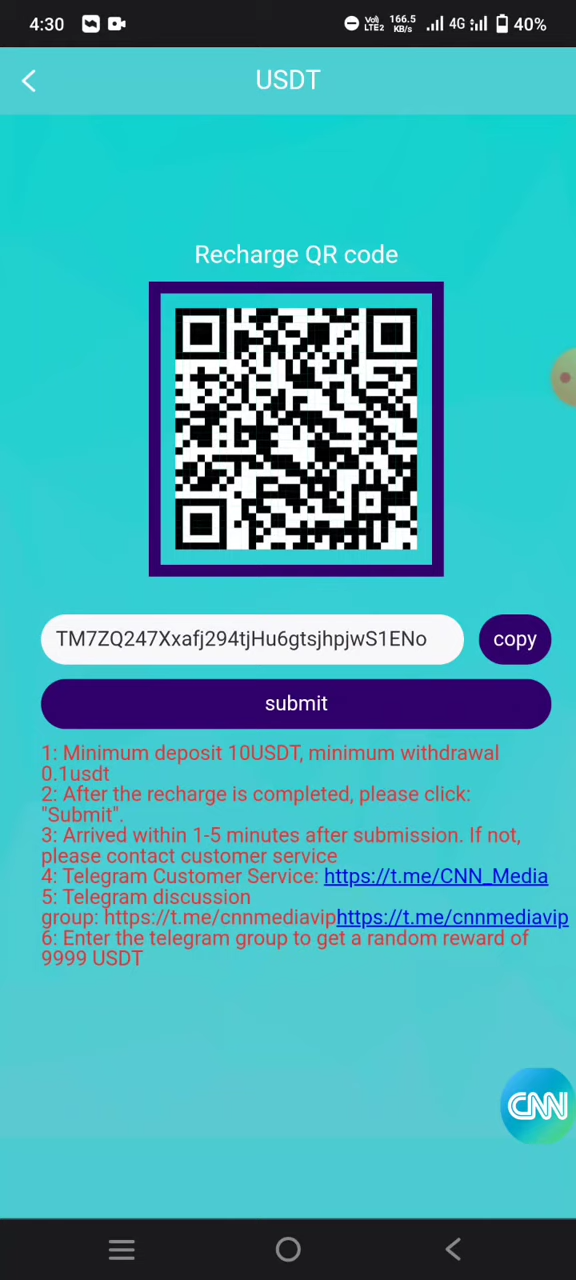 4:30
Vo)
LTE2
166.5
KB/s
4G
40%
USDT
Recharge QR code
TM7ZQ247Xxafj294tjHu6gtsjhpjwS1ENo
copy
submit
1: Minimum deposit 10USDT, minimum withdrawal
0.1usdt
2: After the recharge is completed, please click:
"Submit".
3: Arrived within 1-5 minutes after submission. If not,
please contact customer service
4: Telegram Customer Service: https://t.me/CNN_Media
5: Telegram discussion
group: https://t.me/cnnmediaviphttps://t.me/cnnmediavip
6: Enter the telegram group to get a random reward of
9999 USDT
CNN